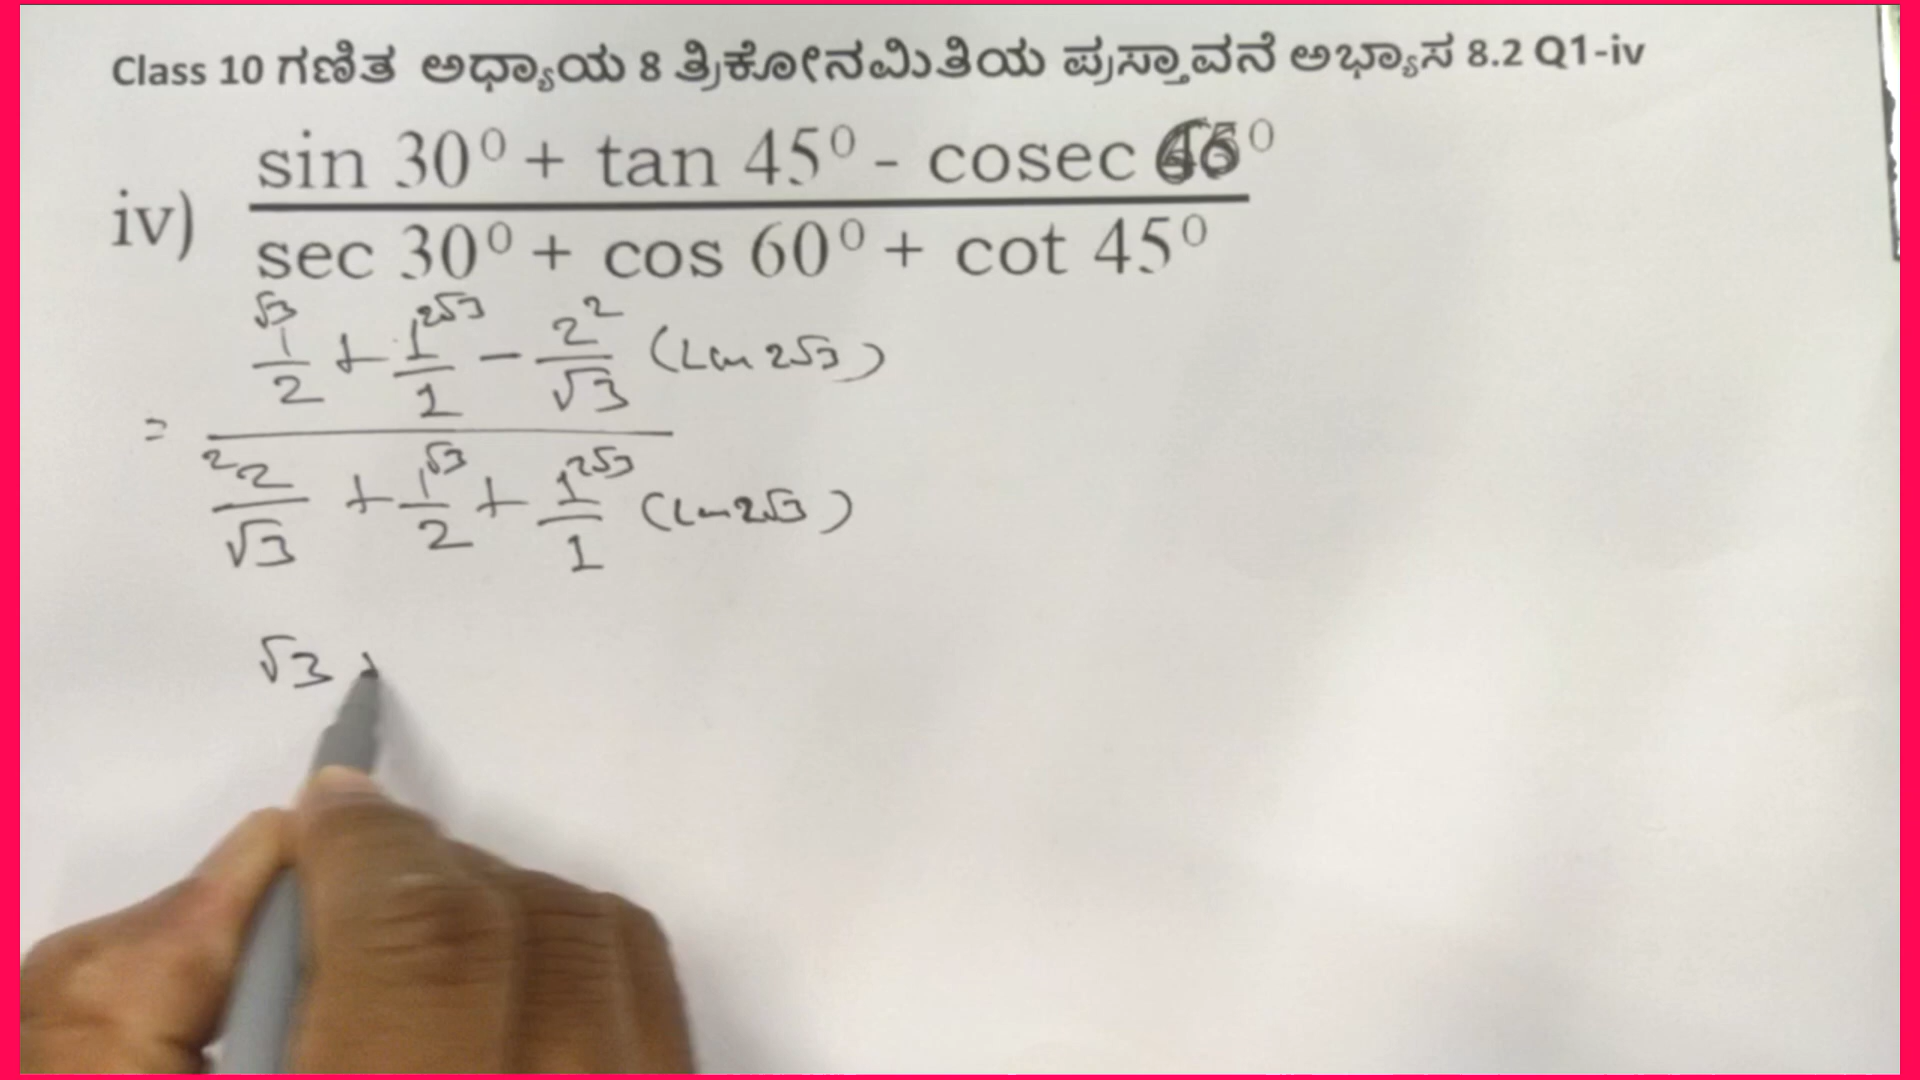 Class 10 ಗಣಿತ ಅಧ್ಯಾಯ 8 ತ್ರಿಕೋನಮಿತಿಯ ಪ್ರಸ್ತಾವನೆ ಅಭ್ಯಾಸ 8.2 Q1-iv
iv) sin 30⁰ + tan 45⁰ - cosec 60⁰
sec 30⁰ + cos 60⁰ + cot 45⁰
√3 2√3 2
1 + 1 - 2 (Lcm 2√3)
2 1 √3
=
2 √3 2√3
2 + 1 + 1 (Lcm 2√3)
√3 2 1
√3